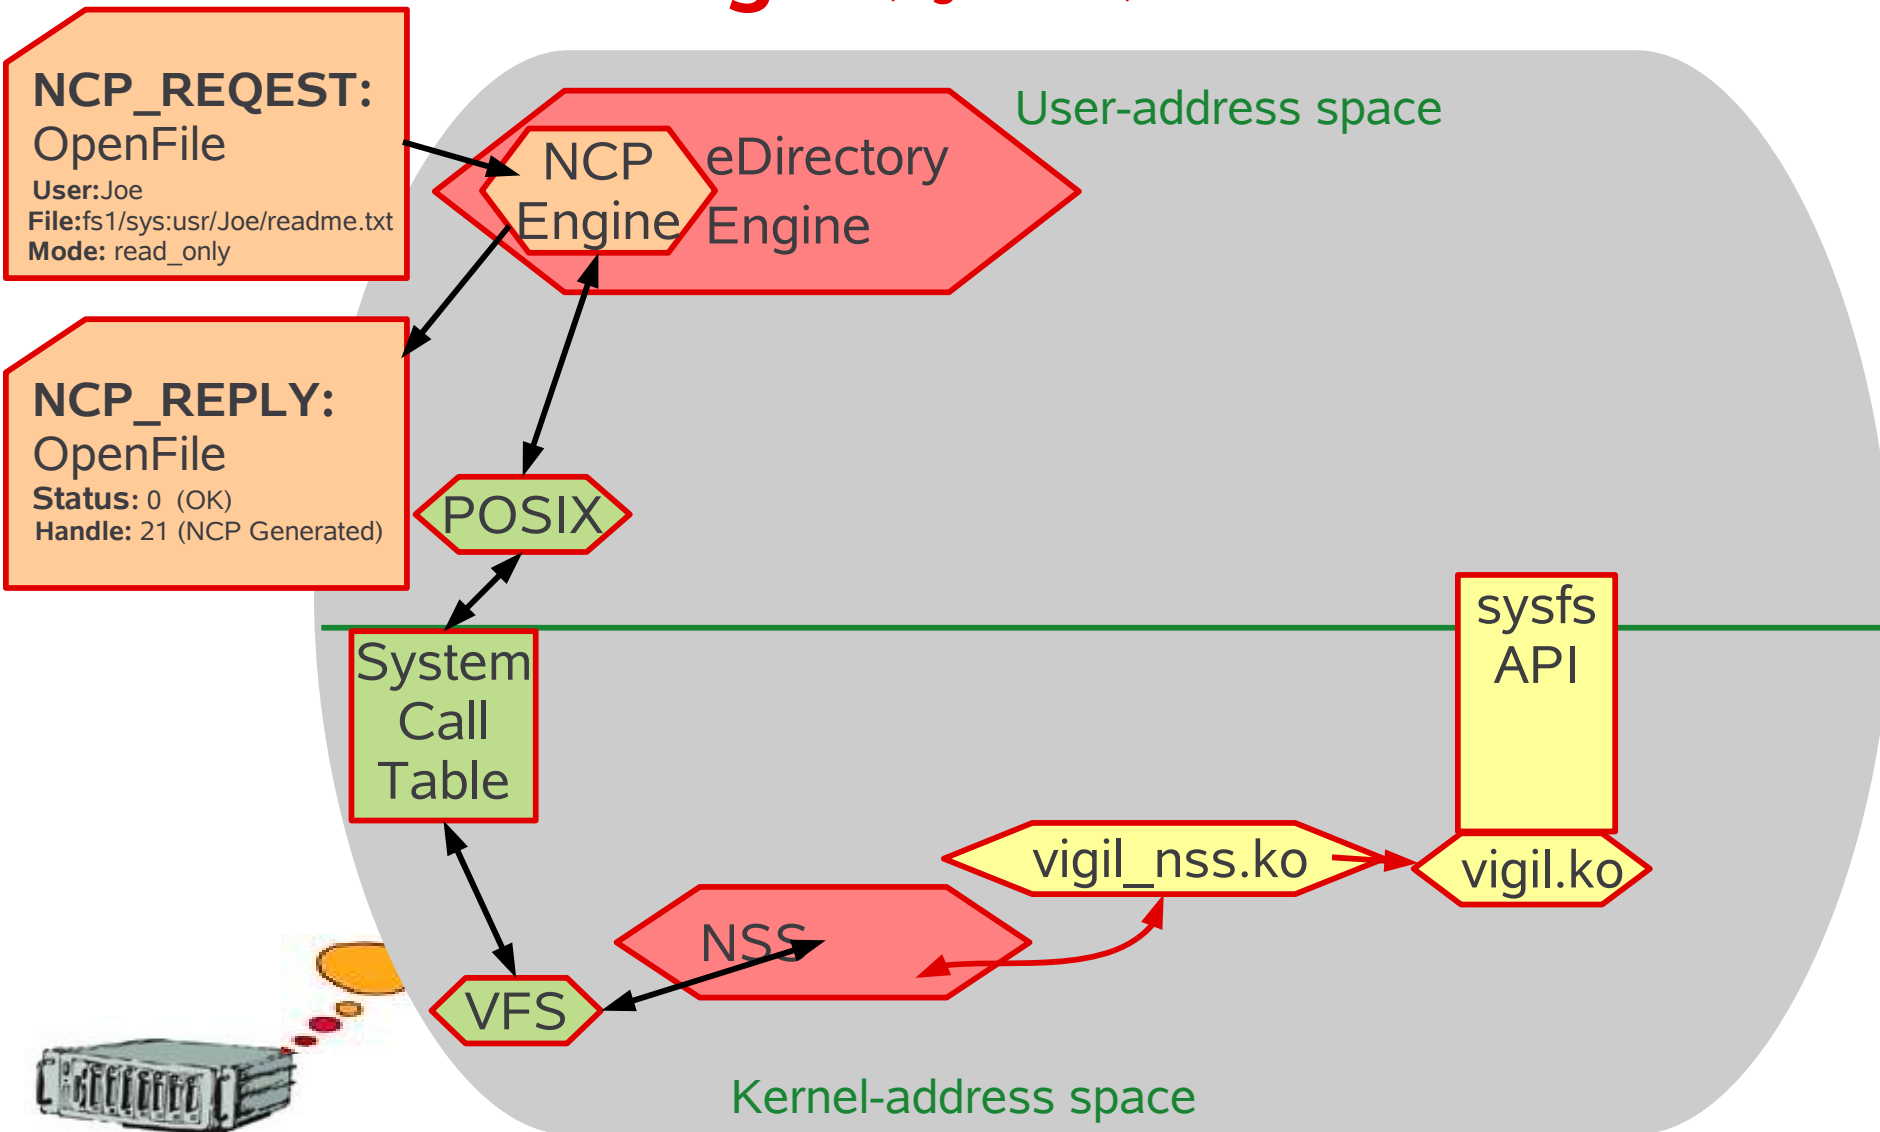 NCP_REQEST:
OpenFile
User:Joe
File:fs1/sys:usr/Joe/readme.txt
Mode: read_only
NCP
Engine
eDirectory
Engine
User-address space
NCP_REPLY:
OpenFile
Status: 0 (OK)
Handle: 21 (NCP Generated)
POSIX
sysfs
API
System
Call
Table
vigil_nss.ko
vigil.ko
NSS
VFS
Kernel-address space